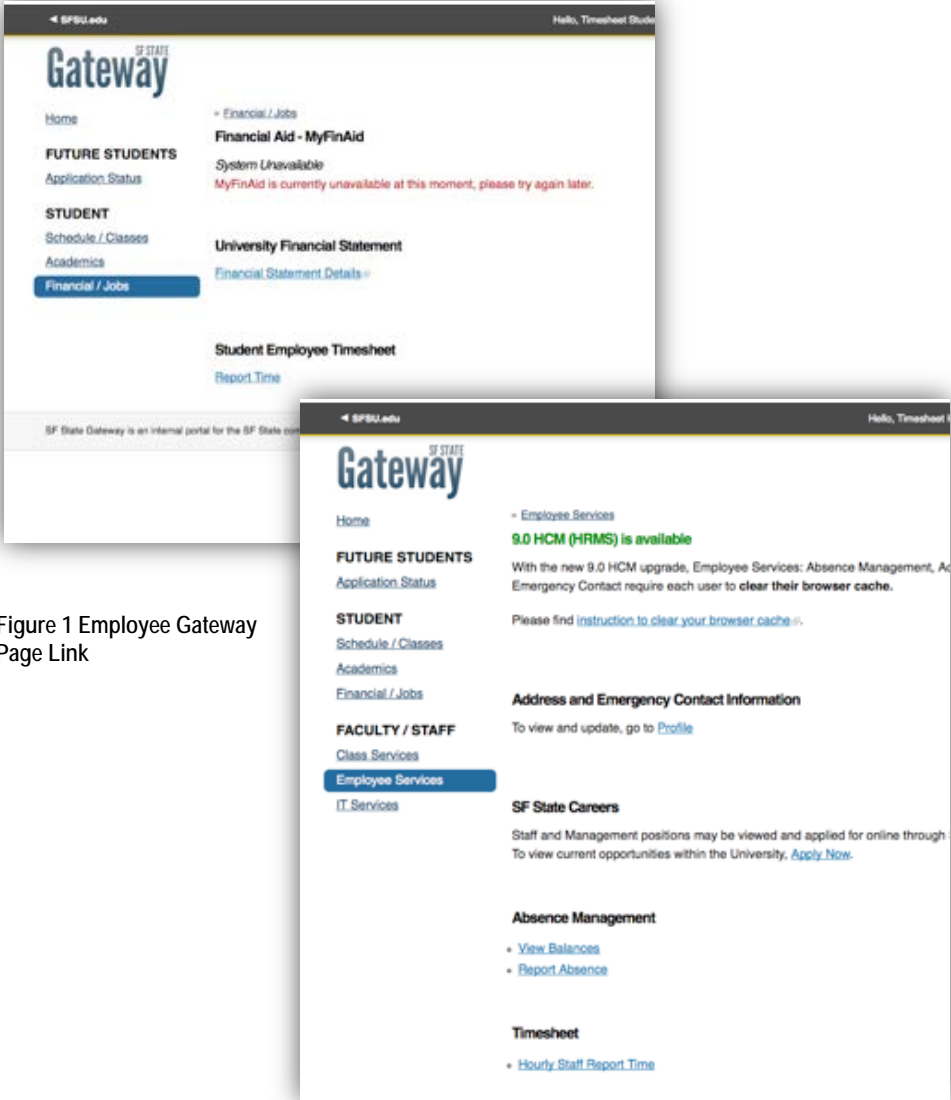 ◄ SFSU.edu
Hello, Timesheet Stude
SF STATE
Gateway
Home
FUTURE STUDENTS
Application Status
STUDENT
Schedule / Classes
Academics
Financial / Jobs
» Financial / Jobs
Financial Aid - MyFinAid
System Unavailable
MyFinAid is currently unavailable at this moment, please try again later.
University Financial Statement
Financial Statement Details
Student Employee Timesheet
Report Time
SF State Gateway is an internal portal for the SF State com
Figure 1 Employee Gateway
Page Link
◄ SFSU.edu
Hello, Timesheet
SF STATE
Gateway
Home
FUTURE STUDENTS
Application Status
STUDENT
Schedule / Classes
Academics
Financial / Jobs
FACULTY / STAFF
Class Services
Employee Services
IT Services
» Employee Services
9.0 HCM (HRMS) is available
With the new 9.0 HCM upgrade, Employee Services: Absence Management, Ad
Emergency Contact require each user to clear their browser cache.
Please find instruction to clear your browser cache.
Address and Emergency Contact Information
To view and update, go to Profile
SF State Careers
Staff and Management positions may be viewed and applied for online through
To view current opportunities within the University, Apply Now.
Absence Management
• View Balances
• Report Absence
Timesheet
• Hourly Staff Report Time